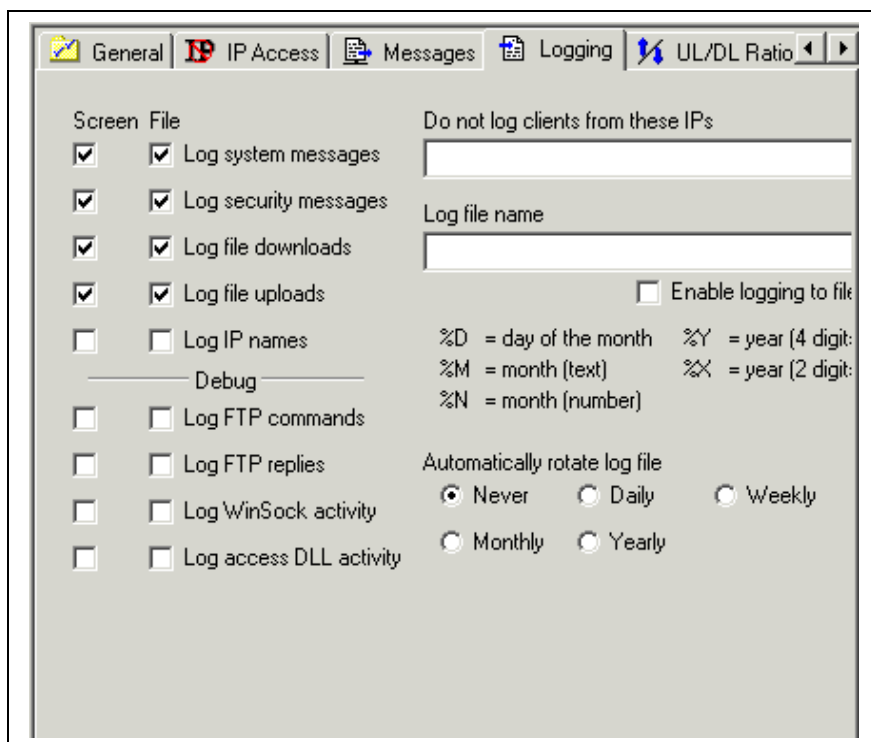 General IP Access Messages Logging UL/DL Ratio
Screen File
Log system messages
Log security messages
Log file downloads
Log file uploads
Log IP names
Debug
Log FTP commands
Log FTP replies
Log WinSock activity
Log access DLL activity
Do not log clients from these IPs
Log file name
Enable logging to file
%D = day of the month %Y = year (4 digits
%M = month (text) %X = year (2 digits
%N = month (number)
Automatically rotate log file
Never Daily Weekly
Monthly Yearly